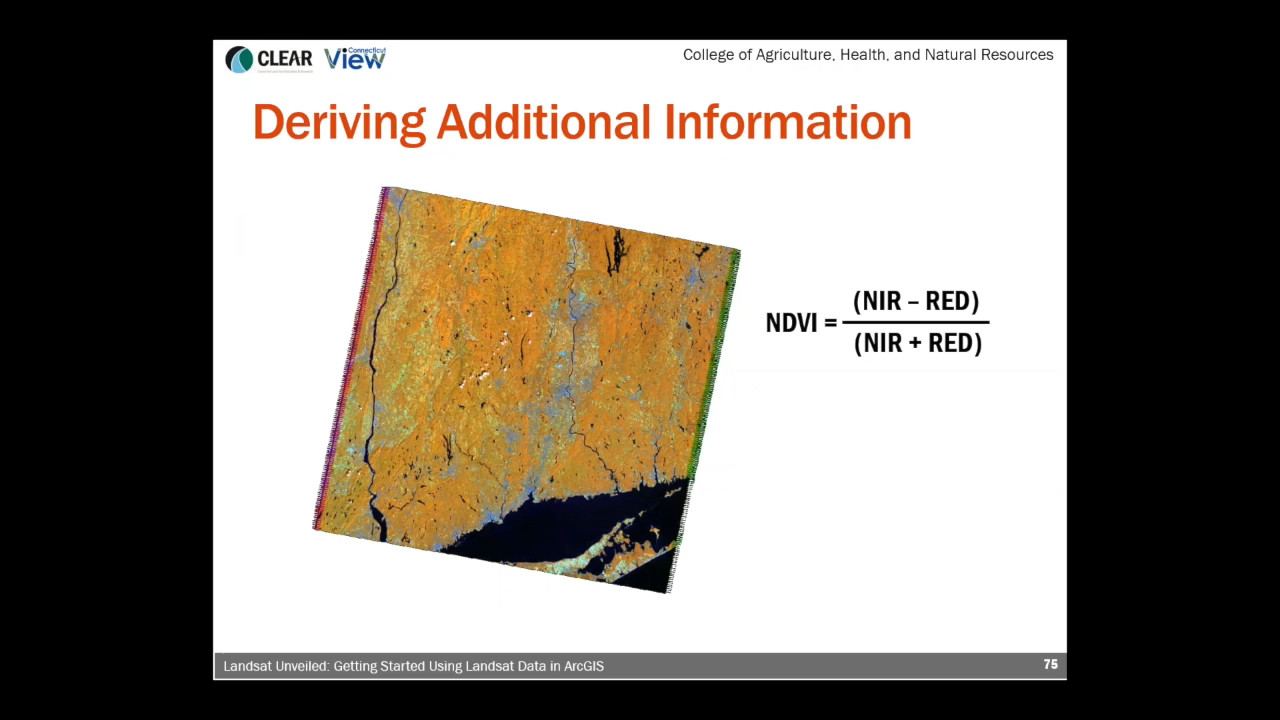 CLEAR
Connecticut
View
College of Agriculture, Health, and Natural Resources
Deriving Additional Information
NDVI = (NIR – RED)
(NIR + RED)
Landsat Unveiled: Getting Started Using Landsat Data in ArcGIS
75